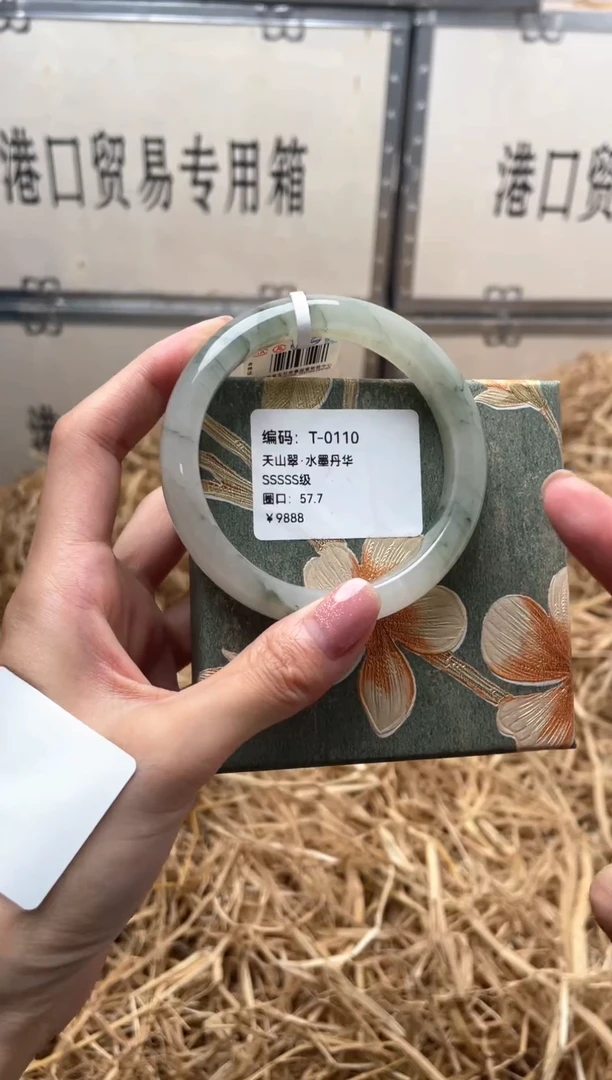 港口贸易专用箱
港口贸
编码：T-0110
天山翠·水墨丹华
SSSSS级
圈口：57.7
￥9888